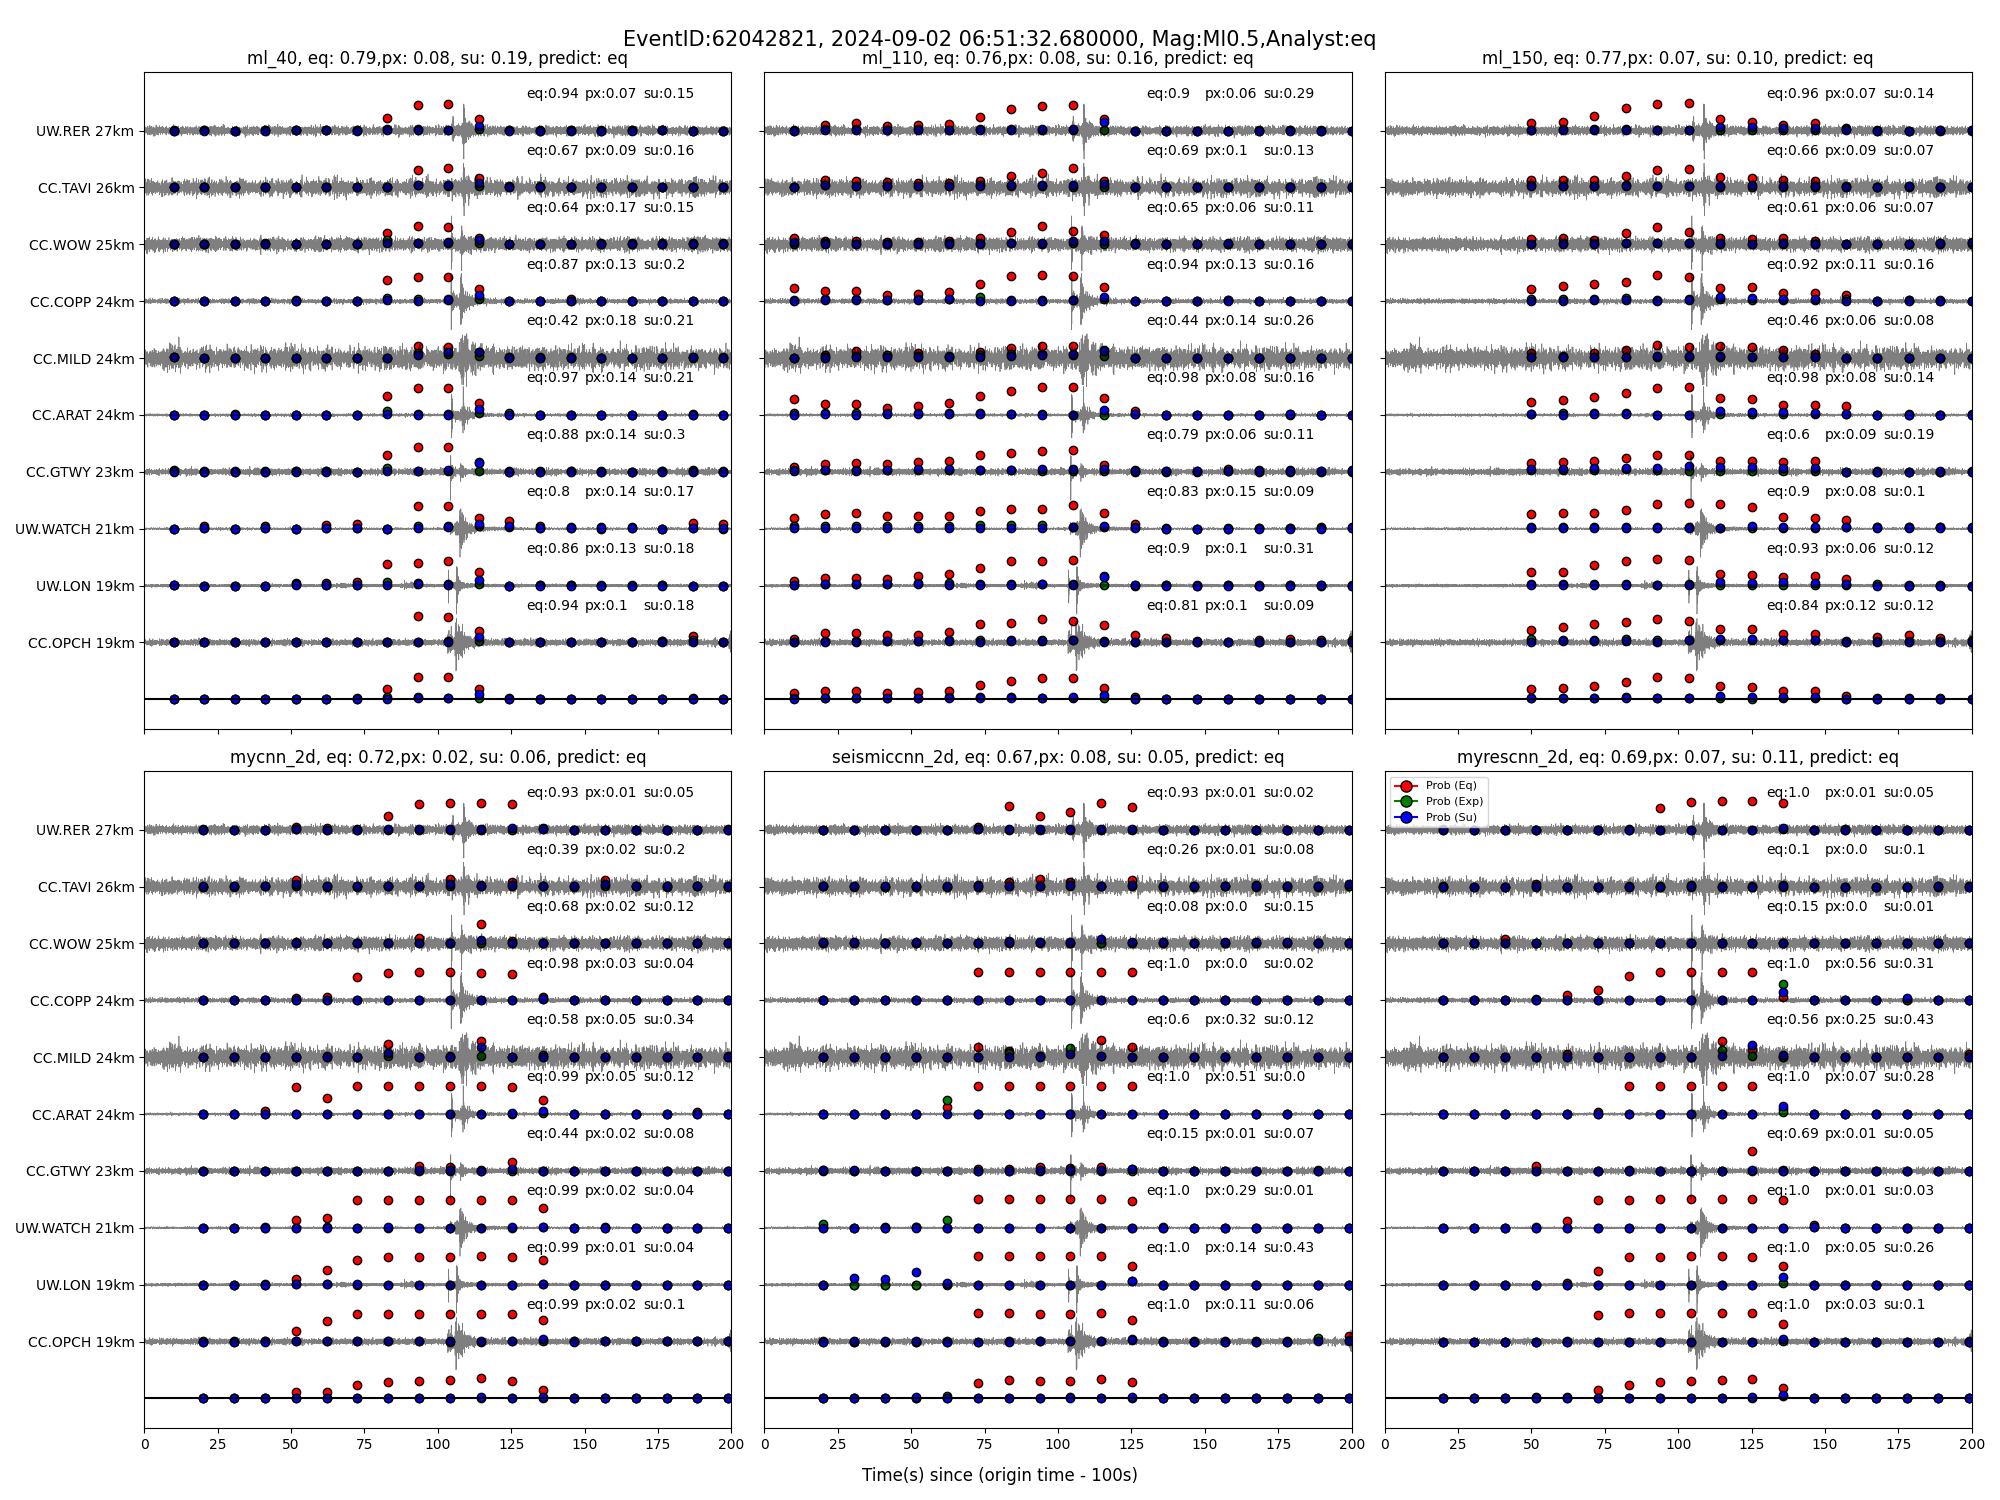 EventID:62042821, 2024-09-02 06:51:32.680000, Mag:Ml0.5,Analyst:eq
ml_40, eq: 0.79,px: 0.08, su: 0.19, predict: eq
UW.RER 27km eq:0.94 px:0.07 su:0.15
CC.TAVI 26km eq:0.67 px:0.09 su:0.16
CC.WOW 25km eq:0.64 px:0.17 su:0.15
CC.COPP 24km eq:0.87 px:0.13 su:0.2
CC.MILD 24km eq:0.42 px:0.18 su:0.21
CC.ARAT 24km eq:0.97 px:0.14 su:0.21
CC.GTWY 23km eq:0.88 px:0.14 su:0.3
UW.WATCH 21km eq:0.8 px:0.14 su:0.17
UW.LON 19km eq:0.86 px:0.13 su:0.18
CC.OPCH 19km eq:0.94 px:0.1 su:0.18
ml_110, eq: 0.76,px: 0.08, su: 0.16, predict: eq
eq:0.9 px:0.06 su:0.29
eq:0.69 px:0.1 su:0.13
eq:0.65 px:0.06 su:0.11
eq:0.94 px:0.13 su:0.16
eq:0.44 px:0.14 su:0.26
eq:0.98 px:0.08 su:0.16
eq:0.79 px:0.06 su:0.11
eq:0.83 px:0.15 su:0.09
eq:0.9 px:0.1 su:0.31
eq:0.81 px:0.1 su:0.09
ml_150, eq: 0.77,px: 0.07, su: 0.10, predict: eq
eq:0.96 px:0.07 su:0.14
eq:0.66 px:0.09 su:0.07
eq:0.61 px:0.06 su:0.07
eq:0.92 px:0.11 su:0.16
eq:0.46 px:0.06 su:0.08
eq:0.98 px:0.08 su:0.14
eq:0.6 px:0.09 su:0.19
eq:0.9 px:0.08 su:0.1
eq:0.93 px:0.06 su:0.12
eq:0.84 px:0.12 su:0.12
mycnn_2d, eq: 0.72,px: 0.02, su: 0.06, predict: eq
UW.RER 27km eq:0.93 px:0.01 su:0.05
CC.TAVI 26km eq:0.39 px:0.02 su:0.2
CC.WOW 25km eq:0.68 px:0.02 su:0.12
CC.COPP 24km eq:0.98 px:0.03 su:0.04
CC.MILD 24km eq:0.58 px:0.05 su:0.34
CC.ARAT 24km eq:0.99 px:0.05 su:0.12
CC.GTWY 23km eq:0.44 px:0.02 su:0.08
UW.WATCH 21km eq:0.99 px:0.02 su:0.04
UW.LON 19km eq:0.99 px:0.01 su:0.04
CC.OPCH 19km eq:0.99 px:0.02 su:0.1
0 25 50 75 100 125 150 175 200
seismiccnn_2d, eq: 0.67,px: 0.08, su: 0.05, predict: eq
eq:0.93 px:0.01 su:0.02
eq:0.26 px:0.01 su:0.08
eq:0.08 px:0.0 su:0.15
eq:1.0 px:0.0 su:0.02
eq:0.6 px:0.32 su:0.12
eq:1.0 px:0.51 su:0.0
eq:0.15 px:0.01 su:0.07
eq:1.0 px:0.29 su:0.01
eq:1.0 px:0.14 su:0.43
eq:1.0 px:0.11 su:0.06
0 25 50 75 100 125 150 175 200
myrescnn_2d, eq: 0.69,px: 0.07, su: 0.11, predict: eq
Prob (Eq)
Prob (Exp)
Prob (Su)
eq:1.0 px:0.01 su:0.05
eq:0.1 px:0.0 su:0.1
eq:0.15 px:0.0 su:0.01
eq:1.0 px:0.56 su:0.31
eq:0.56 px:0.25 su:0.43
eq:1.0 px:0.07 su:0.28
eq:0.69 px:0.01 su:0.05
eq:1.0 px:0.01 su:0.03
eq:1.0 px:0.05 su:0.26
eq:1.0 px:0.03 su:0.1
0 25 50 75 100 125 150 175 200
Time(s) since (origin time - 100s)